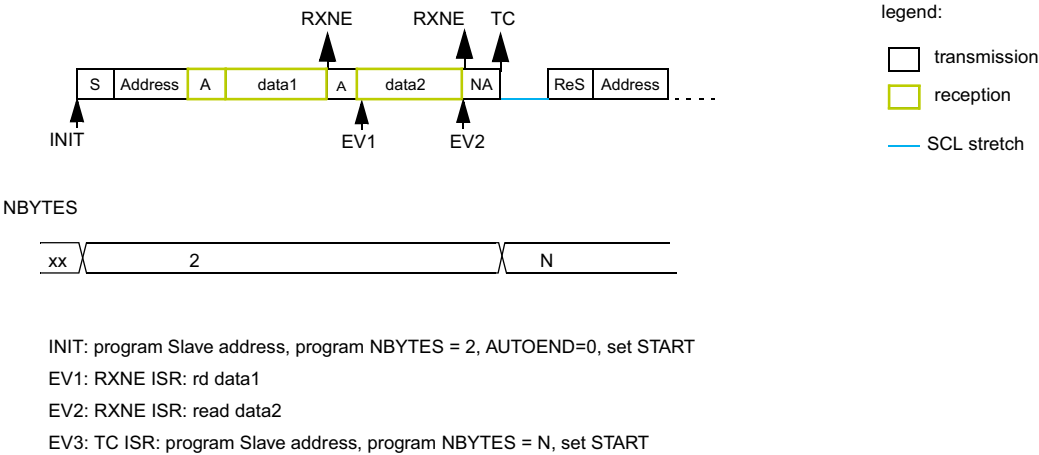 RXNE RXNE TC
legend:
S Address A data1 A data2 NA ReS Address
transmission
reception
SCL stretch
INIT EV1 EV2
NBYTES
xx 2 N
INIT: program Slave address, program NBYTES = 2, AUTOEND=0, set START
EV1: RXNE ISR: rd data1
EV2: RXNE ISR: read data2
EV3: TC ISR: program Slave address, program NBYTES = N, set START